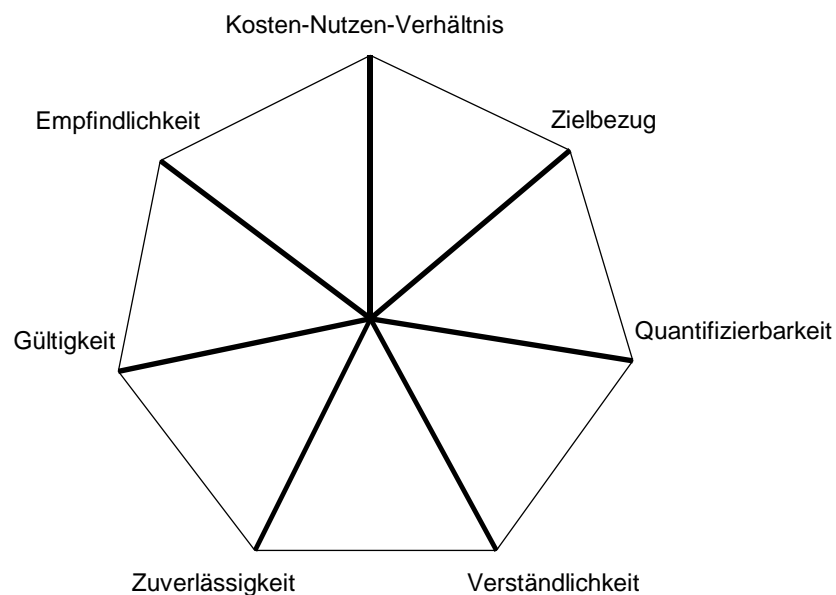 Kosten-Nutzen-Verhältnis
Empfindlichkeit
Zielbezug
Gültigkeit
Quantifizierbarkeit
Zuverlässigkeit
Verständlichkeit